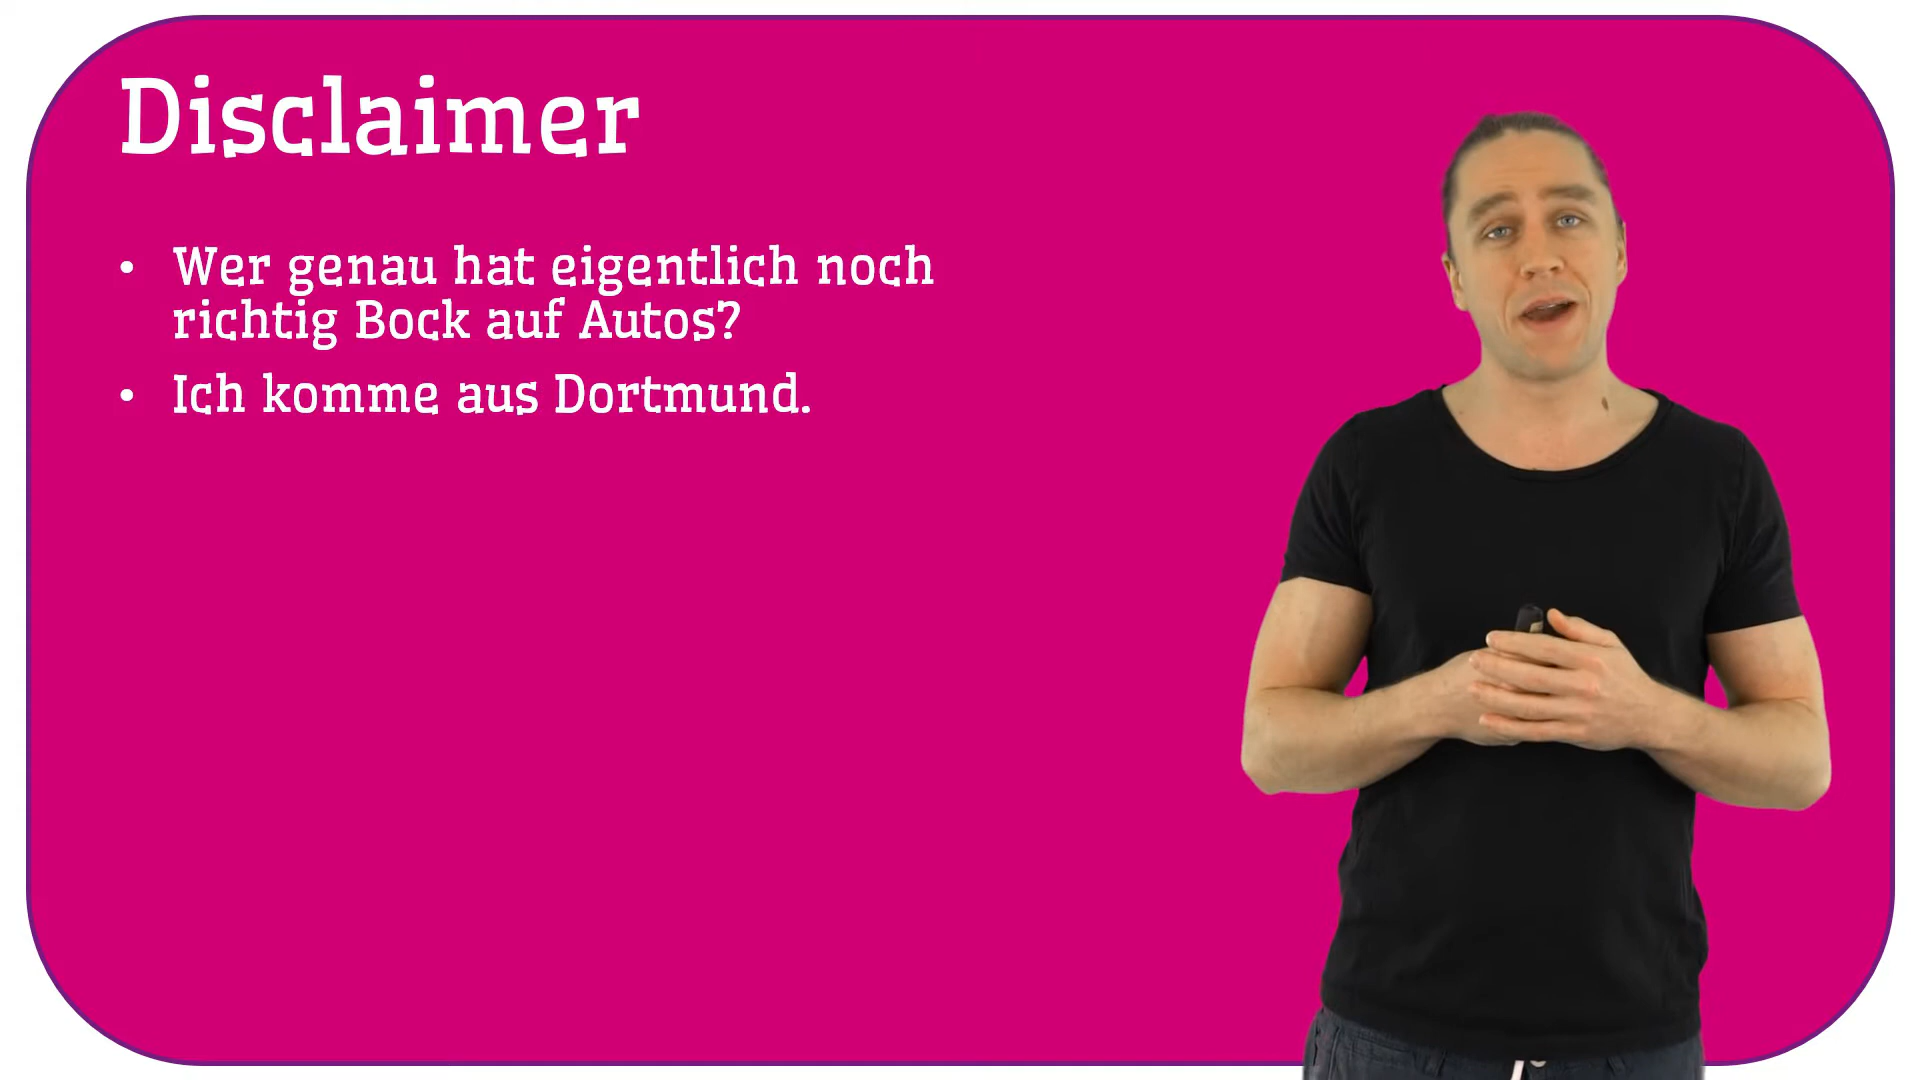 Disclaimer
• Wer genau hat eigentlich noch
richtig Bock auf Autos?
• Ich komme aus Dortmund.